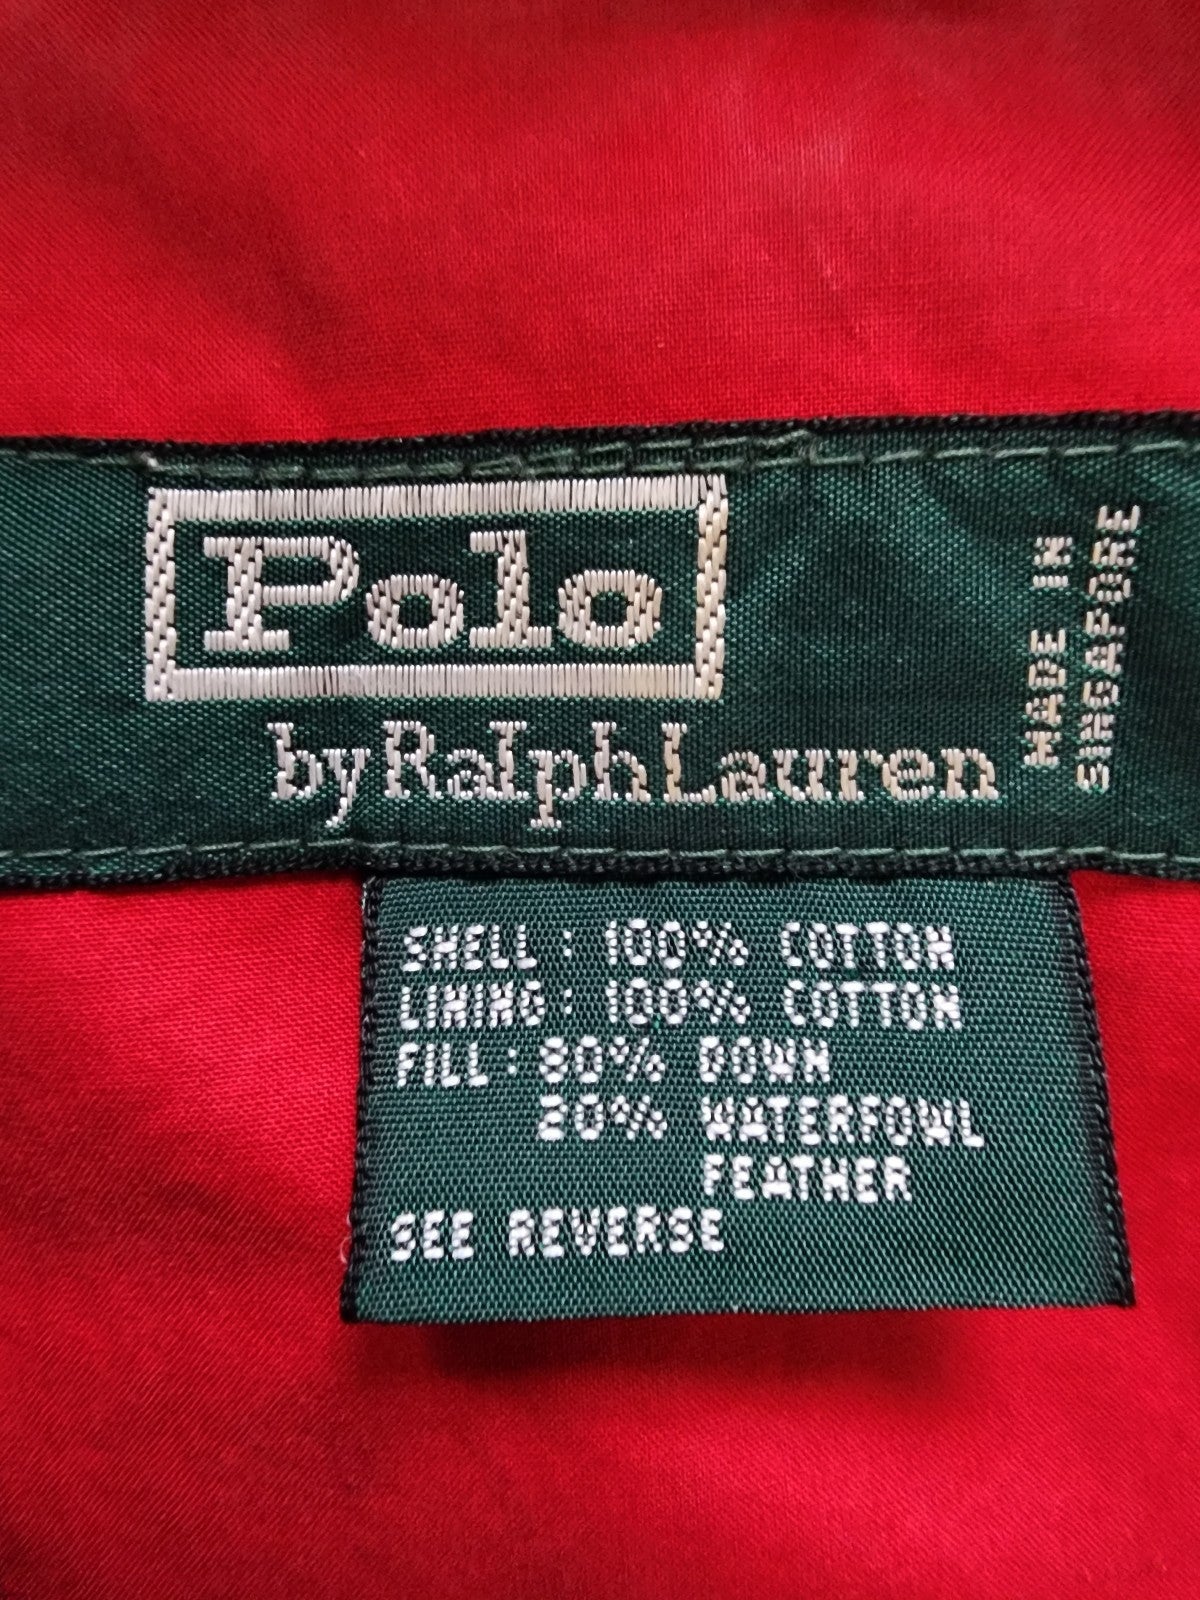 Polo
by Ralph Lauren
MADE IN
SINGAPORE
SHELL : 100% COTTON
LINING : 100% COTTON
FILL : 80% DOWN
20% WATERFOWL
FEATHER
SEE REVERSE